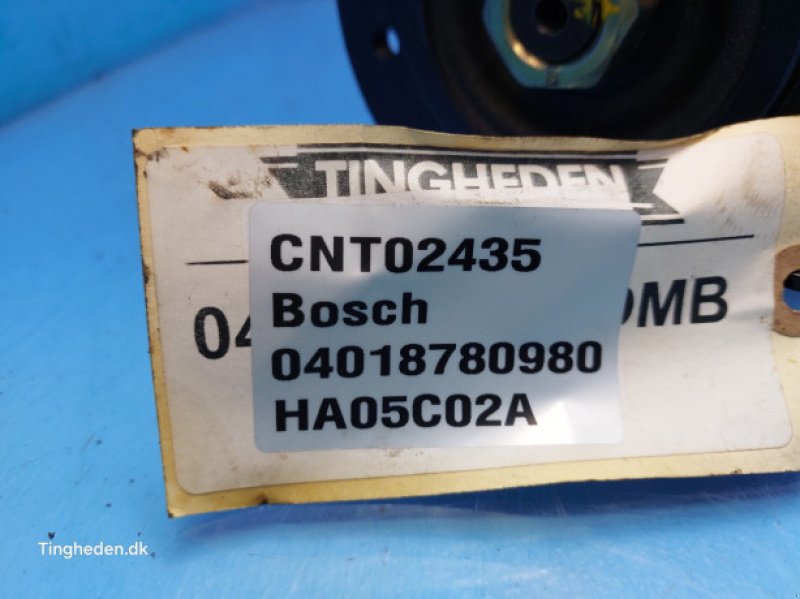 TINGHEDEN
CNT02435
Bosch
04018780980
HA05C02A
Tingheden.dk